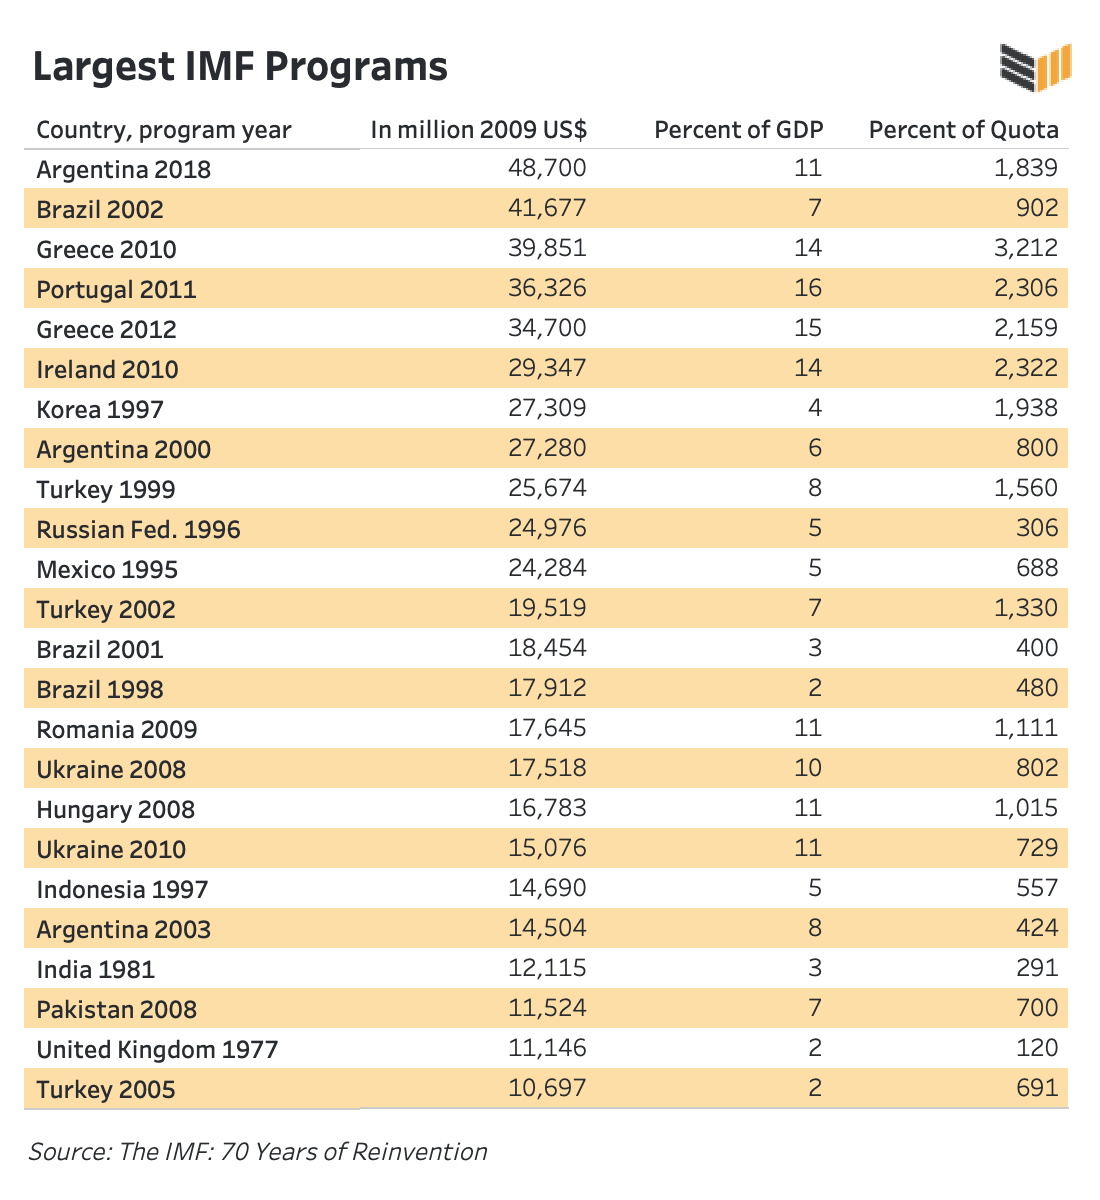 Largest IMF Programs
Country, program year In million 2009 US$ Percent of GDP Percent of Quota
Argentina 2018 48,700 11 1,839
Brazil 2002 41,677 7 902
Greece 2010 39,851 14 3,212
Portugal 2011 36,326 16 2,306
Greece 2012 34,700 15 2,159
Ireland 2010 29,347 14 2,322
Korea 1997 27,309 4 1,938
Argentina 2000 27,280 6 800
Turkey 1999 25,674 8 1,560
Russian Fed. 1996 24,976 5 306
Mexico 1995 24,284 5 688
Turkey 2002 19,519 7 1,330
Brazil 2001 18,454 3 400
Brazil 1998 17,912 2 480
Romania 2009 17,645 11 1,111
Ukraine 2008 17,518 10 802
Hungary 2008 16,783 11 1,015
Ukraine 2010 15,076 11 729
Indonesia 1997 14,690 5 557
Argentina 2003 14,504 8 424
India 1981 12,115 3 291
Pakistan 2008 11,524 7 700
United Kingdom 1977 11,146 2 120
Turkey 2005 10,697 2 691
Source: The IMF: 70 Years of Reinvention